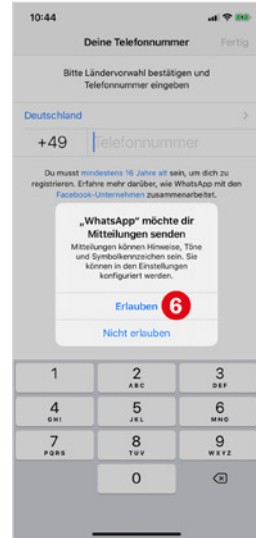 10:44
Deine Telefonnummer
Fertig
Bitte Ländervorwahl bestätigen und
Telefonnummer eingeben
Deutschland
+49 Telefonnummer
Du musst mindestens 16 Jahre alt sein, um dich zu
registrieren. Erfahre mehr darüber, wie WhatsApp mit den
Facebook-Unternehmen zusammenarbeitet.
„WhatsApp“ möchte dir
Mitteilungen senden
Mitteilungen können Hinweise, Töne
und Symbolkennzeichen sein. Sie
können in den Einstellungen
konfiguriert werden.
Erlauben 6
Nicht erlauben
1 2 3
ABC DEF
4 5 6
GHI JKL MNO
7 8 9
PQRS TUV WXYZ
0